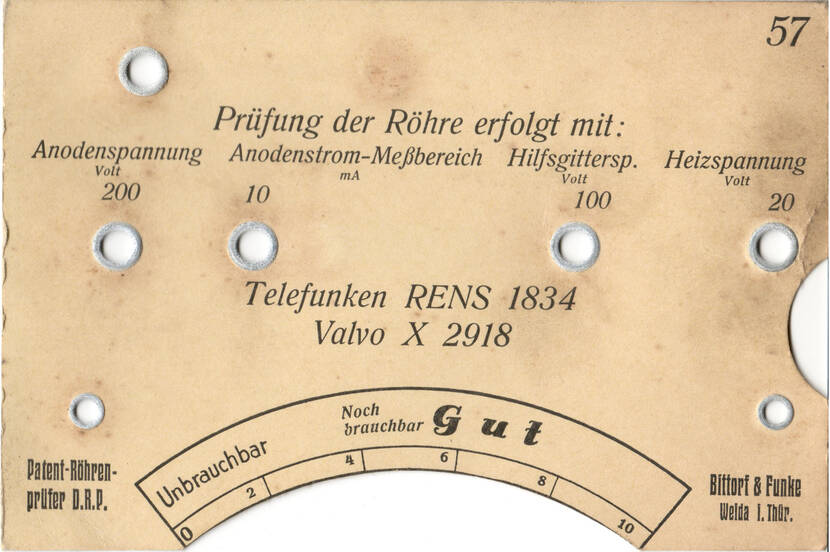 57
Prüfung der Röhre erfolgt mit:
Anodenspannung Anodenstrom-Meßbereich Hilfsgittersp. Heizspannung
Volt mA Volt Volt
200 10 100 20
Telefunken RENS 1834
Valvo X 2918
Unbrauchbar Noch brauchbar Gut
0 2 4 6 8 10
Patent-Röhren-
prüfer D.R.P.
Bittorf & Funke
Weida i. Thür.